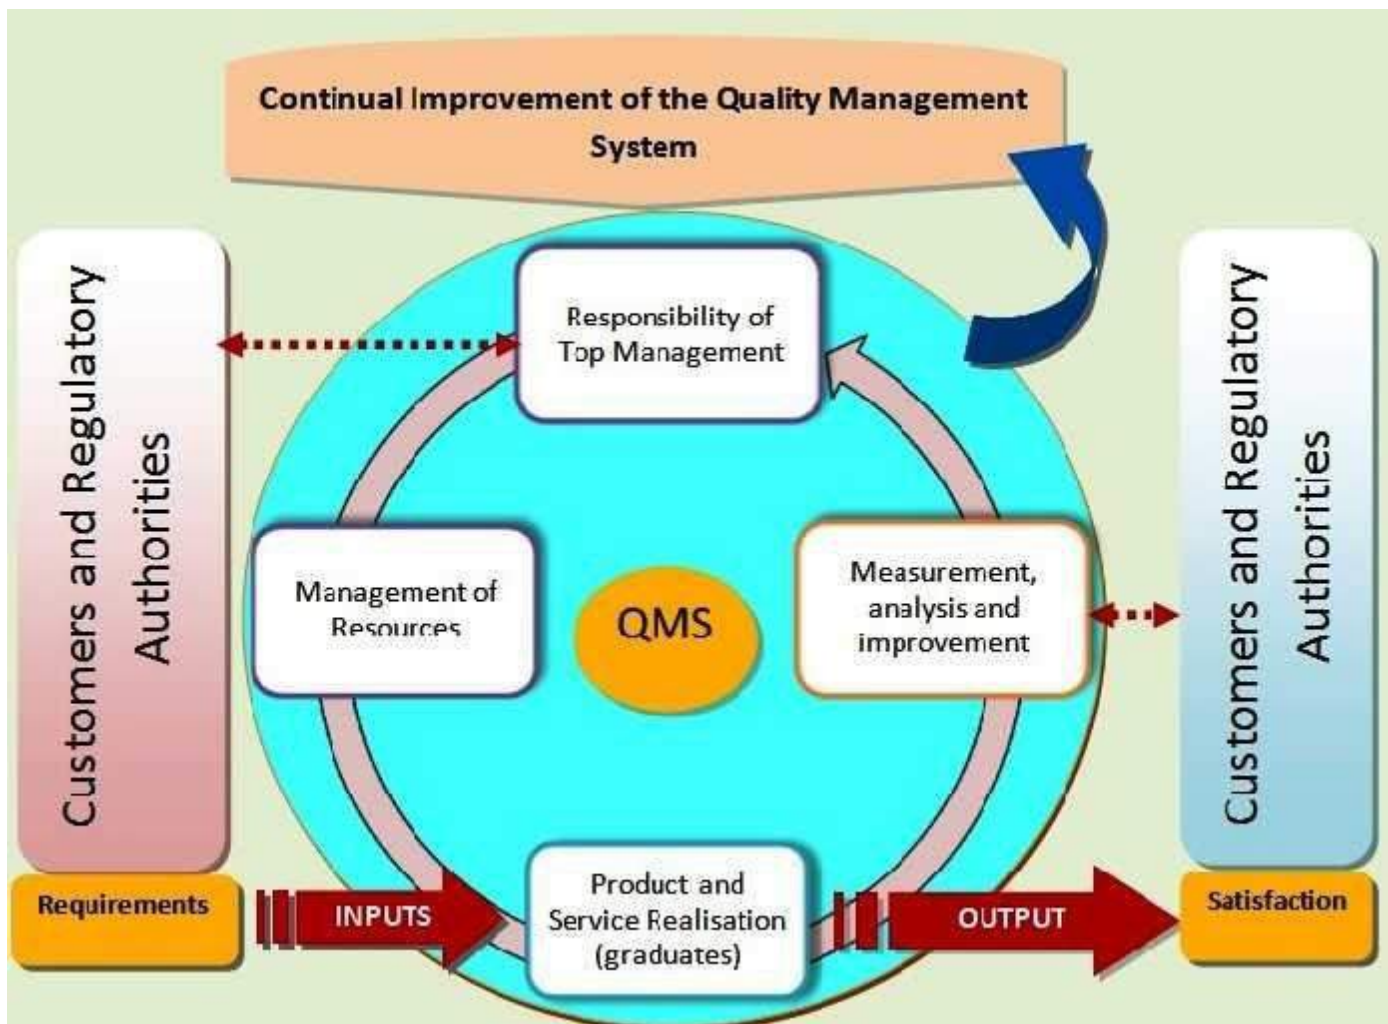 Continual Improvement of the Quality Management
System
Customers and Regulatory
Authorities
Responsibility of
Top Management
Customers and Regulatory
Authorities
Management of
Resources
QMS
Measurement,
analysis and
improvement
Requirements
INPUTS
Product and
Service Realisation
(graduates)
OUTPUT
Satisfaction